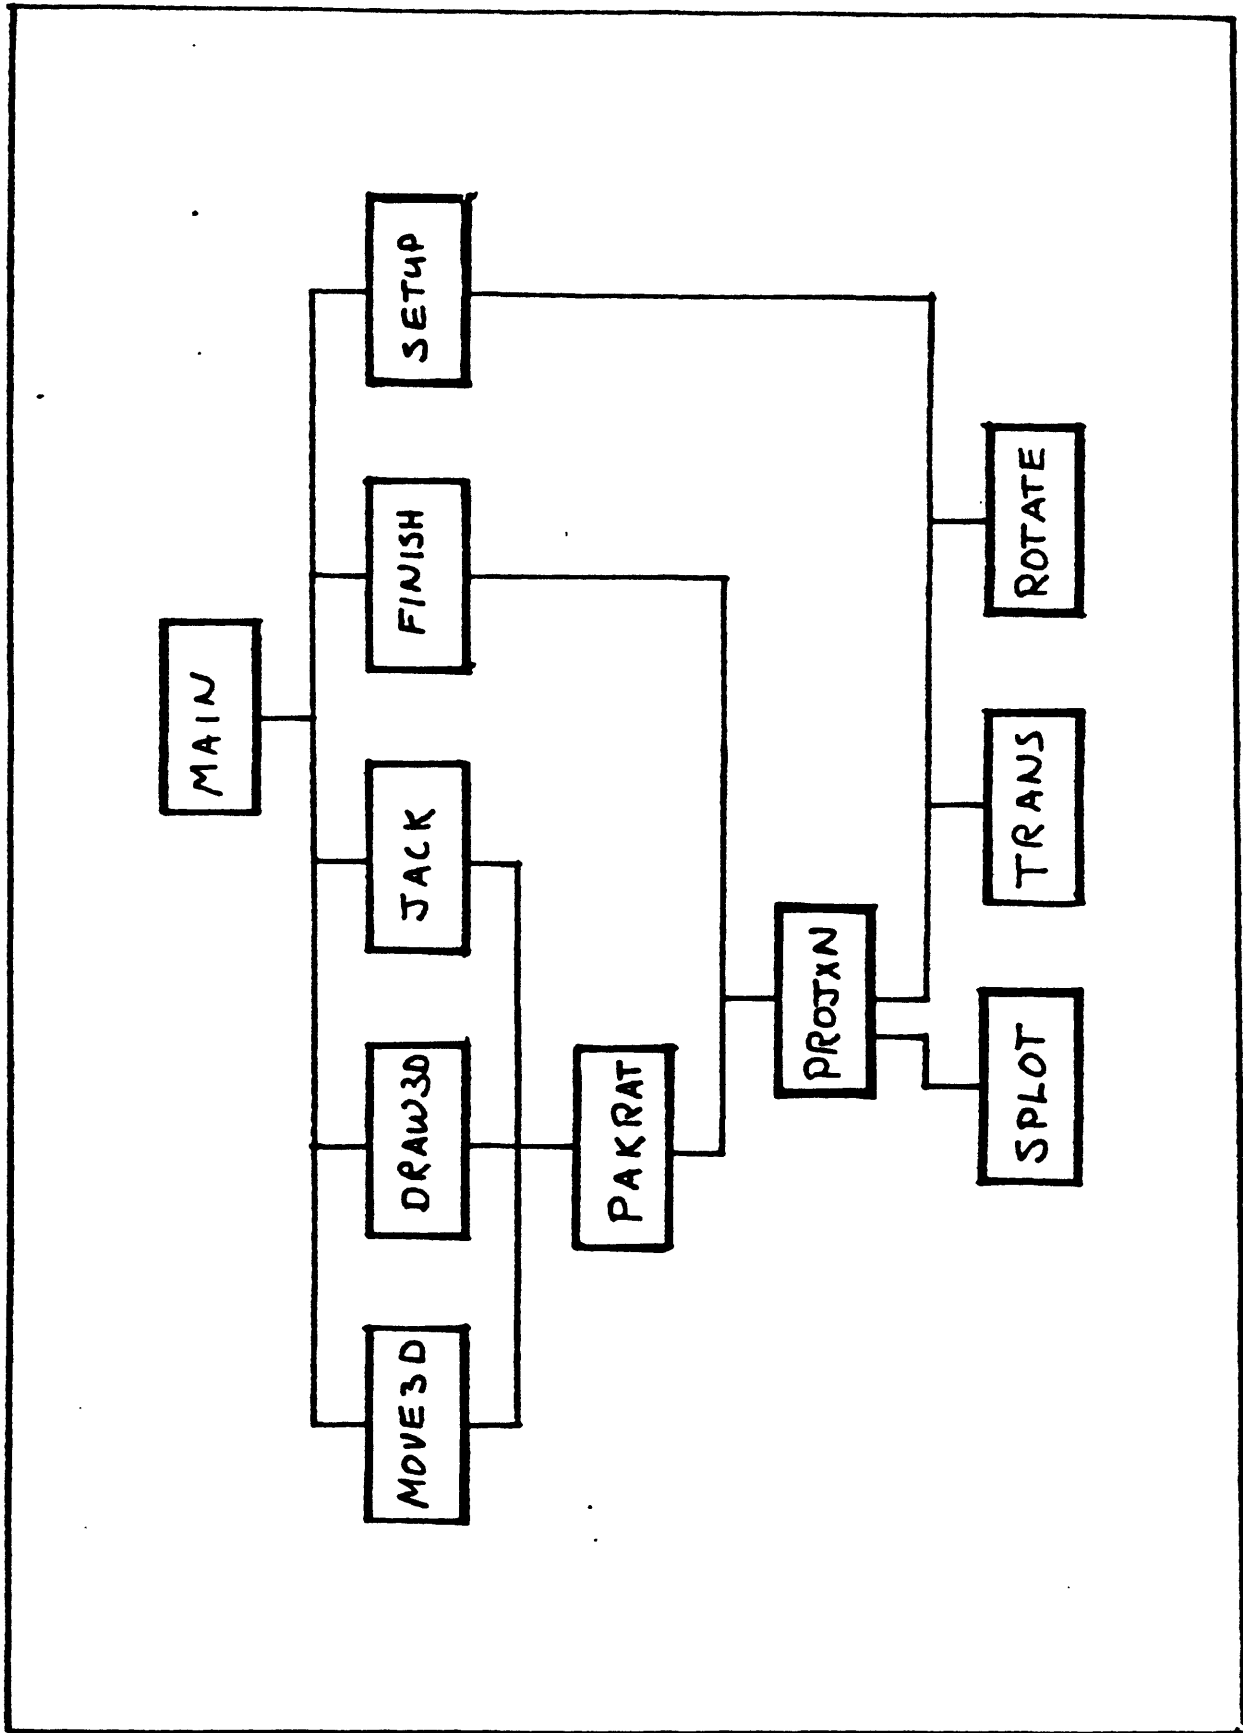 MAIN
MOVE3D
DRAW3D
JACK
FINISH
SETUP
PAKRAT
PROJXN
SPLOT
TRANS
ROTATE